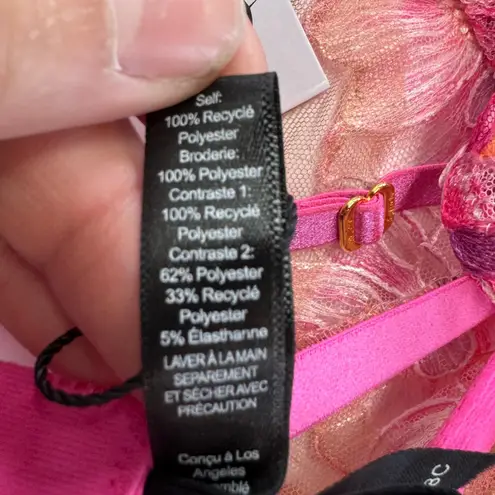 Self:
100% Recyclé
Polyester
Broderie:
100% Polyester
Contraste 1:
100% Recyclé
Polyester
Contraste 2:
62% Polyester
33% Recyclé
Polyester
5% Élasthanne
LAVER À LA MAIN
SEPAREMENT
ET SÉCHER AVEC
PRÉCAUTION
Conçu à Los
Angeles